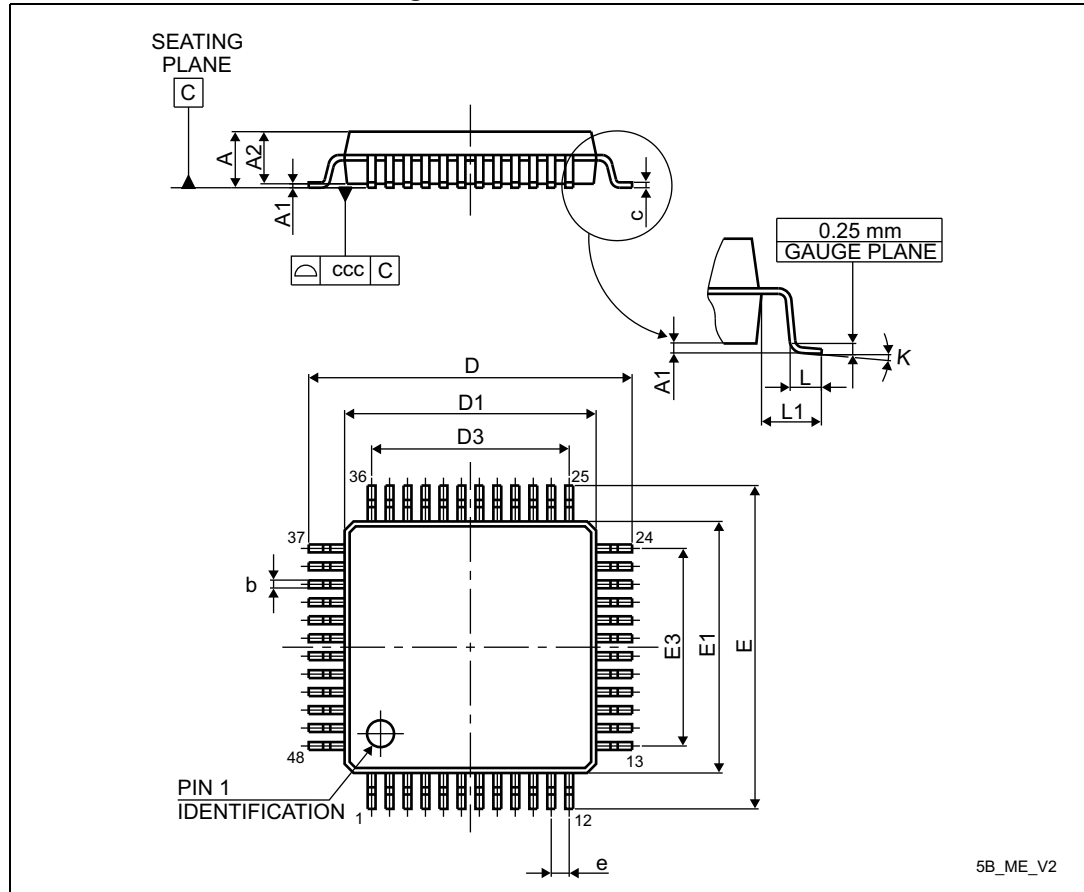 SEATING
PLANE
C
A
A2
A1
c
ccc C
0.25 mm
GAUGE PLANE
A1
L
L1
K
D
D1
D3
36
25
37
24
b
E3
E1
E
48
13
PIN 1
IDENTIFICATION
1
12
e
5B_ME_V2